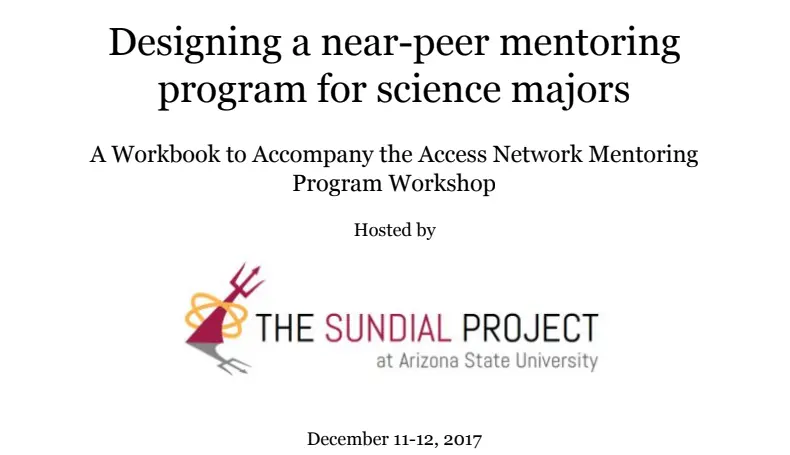 Designing a near-peer mentoring
program for science majors
A Workbook to Accompany the Access Network Mentoring
Program Workshop
Hosted by
THE SUNDIAL PROJECT
at Arizona State University
December 11-12, 2017